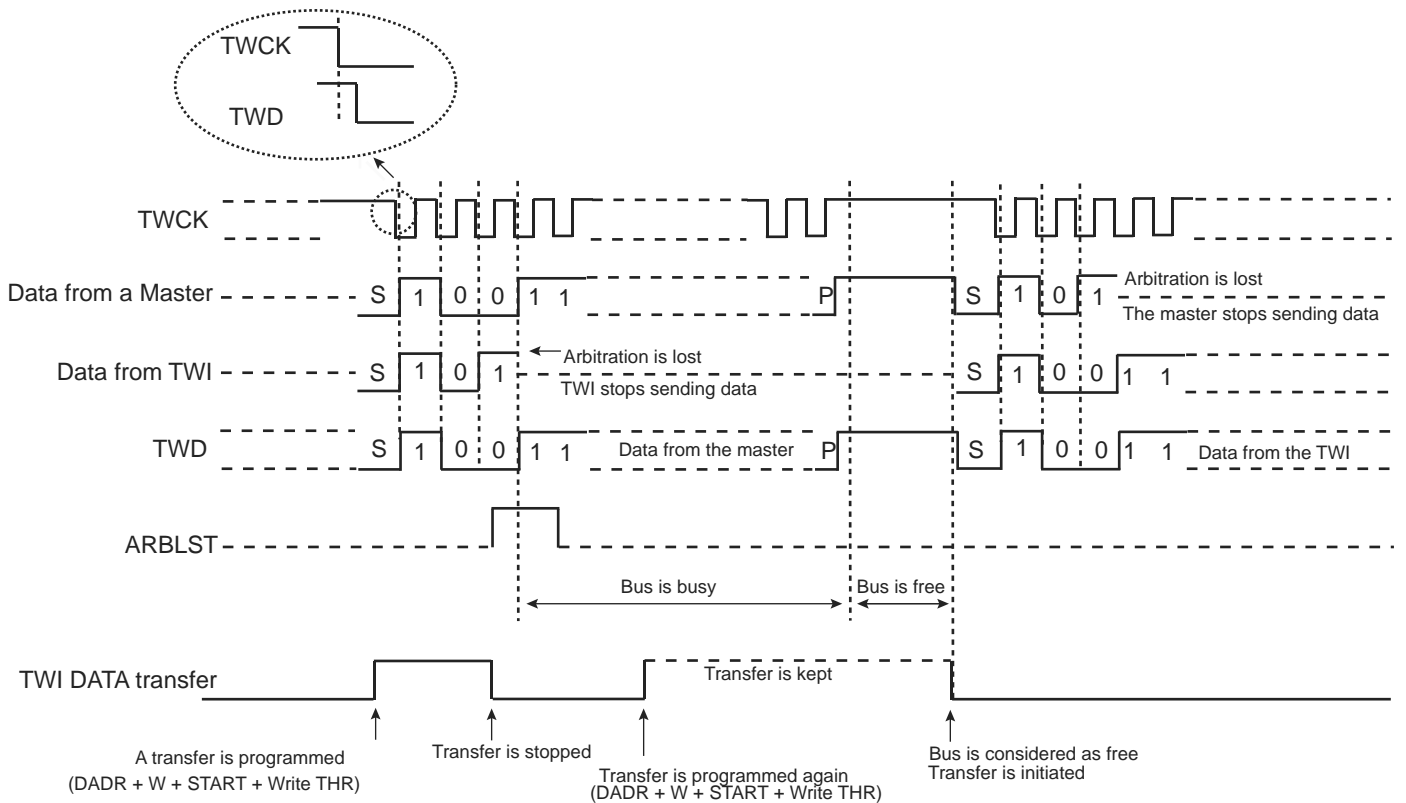 TWCK
TWD
TWCK
Data from a Master S 1 0 0 1 1 P S 1 0 1 Arbitration is lost
The master stops sending data
Data from TWI S 1 0 1 Arbitration is lost S 1 0 0 1 1
TWI stops sending data
TWD S 1 0 0 1 1 Data from the master P S 1 0 0 1 1 Data from the TWI
ARBLST
Bus is busy Bus is free
TWI DATA transfer Transfer is kept
A transfer is programmed
(DADR + W + START + Write THR)
Transfer is stopped
Transfer is programmed again
(DADR + W + START + Write THR)
Bus is considered as free
Transfer is initiated